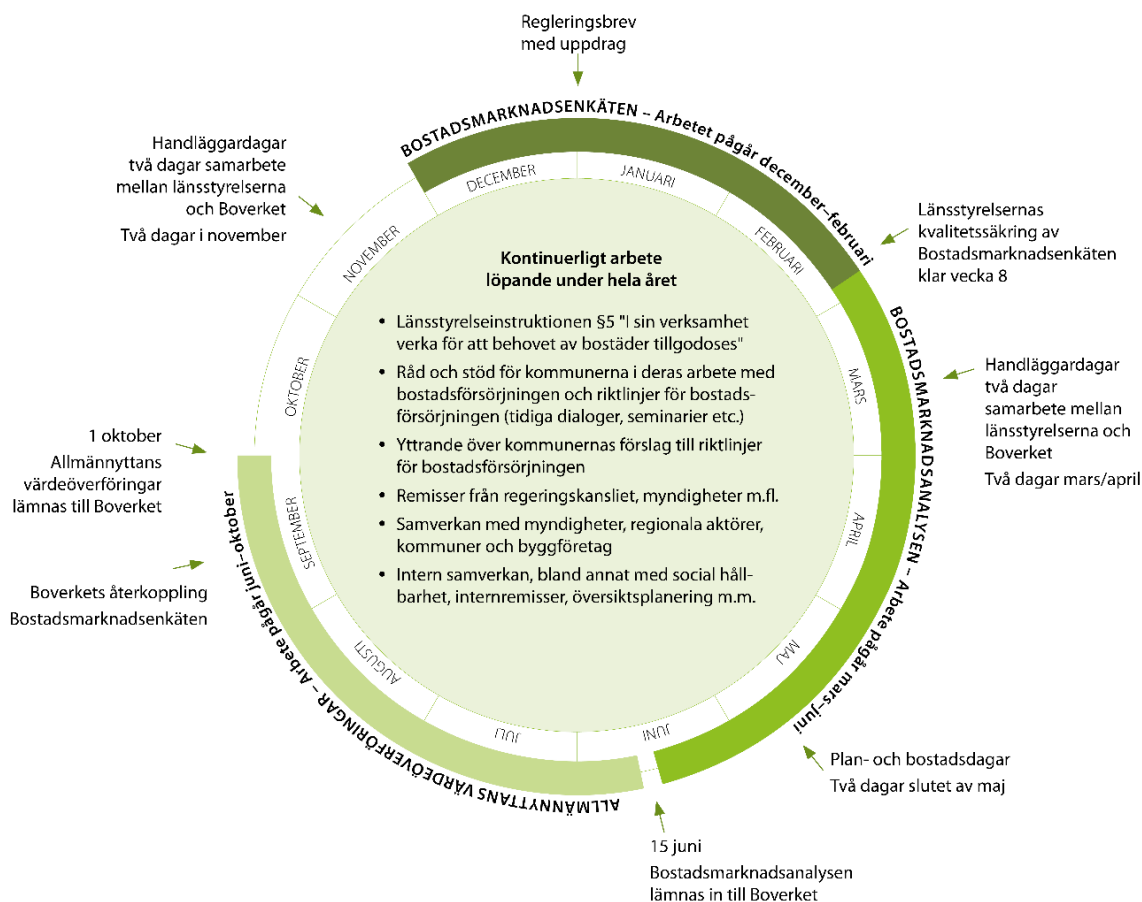 Regleringsbrev
med uppdrag
BOSTADSMARKNADSENKÄTEN – Arbetet pågår december–februari
Handläggardagar
två dagar samarbete
mellan länsstyrelserna
och Boverket
Två dagar i november
DECEMBER
JANUARI
FEBRUARI
MARS
APRIL
MAJ
JUNI
JULI
AUGUSTI
SEPTEMBER
OKTOBER
NOVEMBER
Länsstyrelsernas
kvalitetssäkring av
Bostadsmarknadsenkäten
klar vecka 8
Kontinuerligt arbete
löpande under hela året
• Länsstyrelseinstruktionen §5 "I sin verksamhet
verka för att behovet av bostäder tillgodoses"
• Råd och stöd för kommunerna i deras arbete med
bostadsförsörjningen och riktlinjer för bostads-
försörjningen (tidiga dialoger, seminarier etc.)
• Yttrande över kommunernas förslag till riktlinjer
för bostadsförsörjningen
• Remisser från regeringskansliet, myndigheter m.fl.
• Samverkan med myndigheter, regionala aktörer,
kommuner och byggföretag
• Intern samverkan, bland annat med social håll-
barhet, internremisser, översiktsplanering m.m.
BOSTADSMARKNADSANALYSEN – Arbete pågår mars–juni
Handläggardagar
två dagar
samarbete mellan
länsstyrelserna och
Boverket
Två dagar mars/april
Plan- och bostadsdagar
Två dagar slutet av maj
15 juni
Bostadsmarknadsanalysen
lämnas in till Boverket
ALLMÄNNYTTANS VÄRDEÖVERFÖRINGAR – Arbete pågår juni–oktober
1 oktober
Allmännyttans
värdeöverföringar
lämnas till Boverket
Boverkets återkoppling
Bostadsmarknadsenkäten